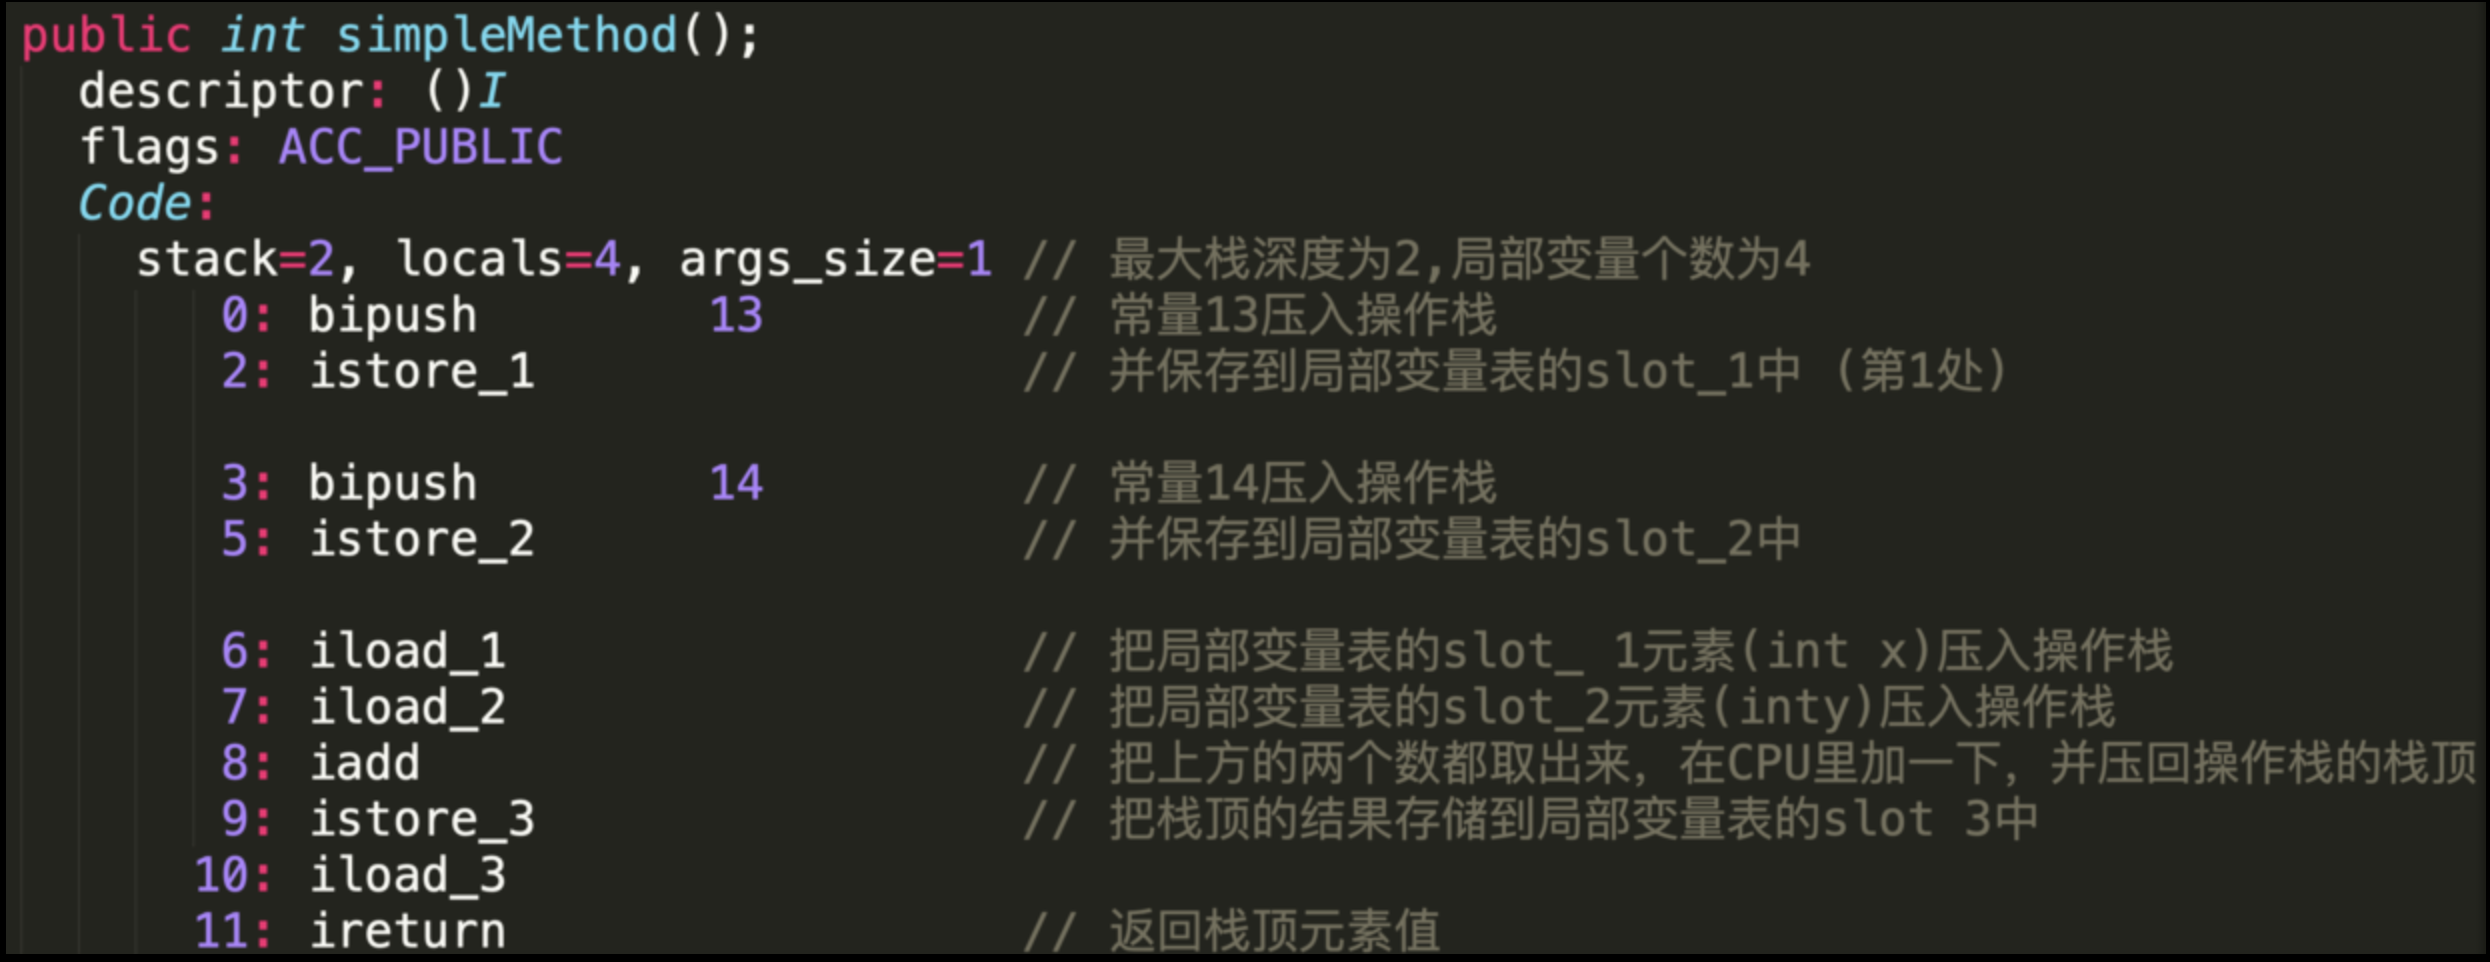 public int simpleMethod();
descriptor: ()I
flags: ACC_PUBLIC
Code:
stack=2, locals=4, args_size=1 // 最大栈深度为2,局部变量个数为4
0: bipush 13 // 常量13压入操作栈
2: istore_1 // 并保存到局部变量表的slot_1中 (第1处)
3: bipush 14 // 常量14压入操作栈
5: istore_2 // 并保存到局部变量表的slot_2中
6: iload_1 // 把局部变量表的slot_ 1元素(int x)压入操作栈
7: iload_2 // 把局部变量表的slot_2元素(inty)压入操作栈
8: iadd // 把上方的两个数都取出来，在CPU里加一下，并压回操作栈的栈顶
9: istore_3 // 把栈顶的结果存储到局部变量表的slot 3中
10: iload_3
11: ireturn // 返回栈顶元素值